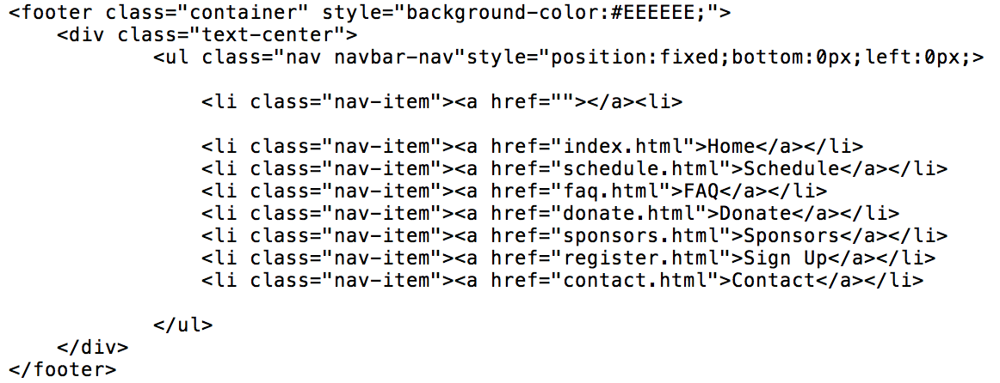 <footer class="container" style="background-color:#EEEEEE;">
<div class="text-center">
<ul class="nav navbar-nav"style="position:fixed;bottom:0px;left:0px;>
<li class="nav-item"><a href=""></a><li>
<li class="nav-item"><a href="index.html">Home</a></li>
<li class="nav-item"><a href="schedule.html">Schedule</a></li>
<li class="nav-item"><a href="faq.html">FAQ</a></li>
<li class="nav-item"><a href="donate.html">Donate</a></li>
<li class="nav-item"><a href="sponsors.html">Sponsors</a></li>
<li class="nav-item"><a href="register.html">Sign Up</a></li>
<li class="nav-item"><a href="contact.html">Contact</a></li>
</ul>
</div>
</footer>